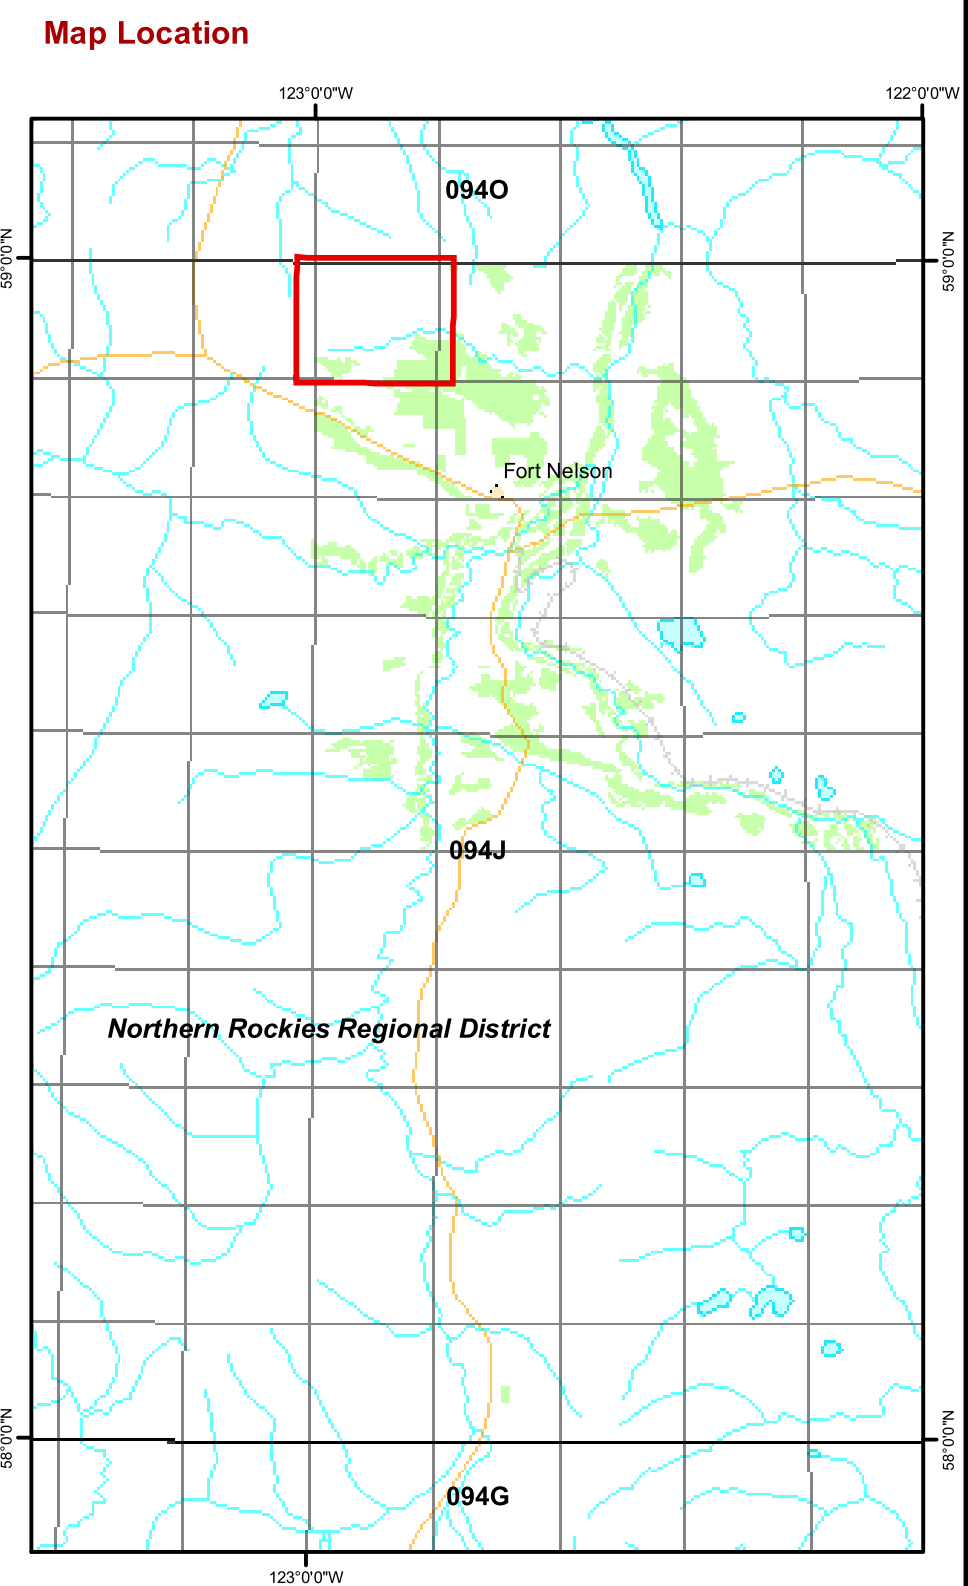 Map Location
123°0'0"W
122°0'0"W
094O
59°0'0"N
59°0'0"N
Fort Nelson
094J
Northern Rockies Regional District
58°0'0"N
58°0'0"N
094G
123°0'0"W